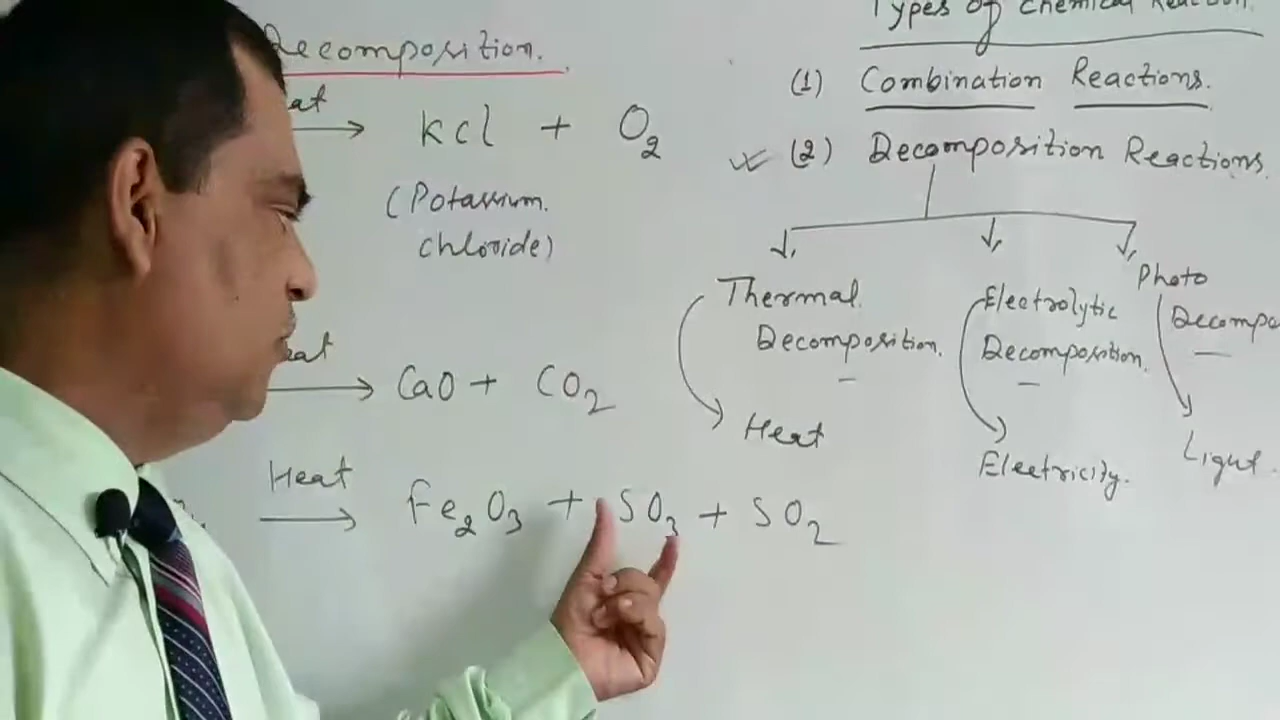 Decomposition.
Heat
→ Kcl + O2
(Potassium.
chloride)
Heat
→ CaO + CO2
Heat
→ Fe2O3 + SO3 + SO2
Types of Chemical Reaction.
(1) Combination Reactions.
(2) Decomposition Reactions.
Thermal
Decomposition.
Heat
Electrolytic
Decomposition.
Electricity.
Photo
Decompo
Light.